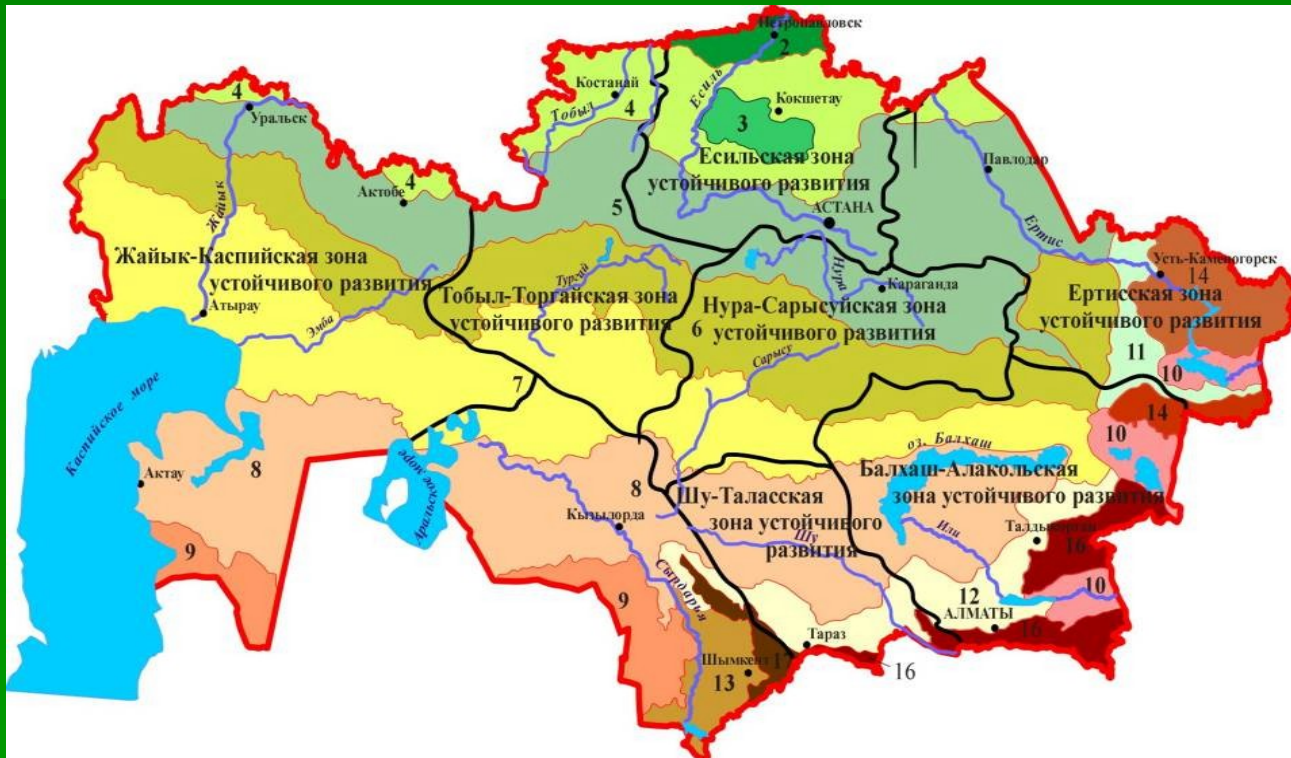 Петропавловск
2
4
Костанай
Тобыл
4
Есиль
Кокшетау
3
Уральск
Есильская зона
устойчивого развития
Павлодар
4
Актобе
Жайык
5
АСТАНА
Ертис
Жайык-Каспийская зона
устойчивого развития
Усть-Каменогорск
14
Тургай
Нура
Караганда
Тобыл-Торгайская зона
устойчивого развития
Нура-Сарысуйская зона
устойчивого развития
Ертисская зона
устойчивого развития
Атырау
Эмба
6
Сарысу
11
10
7
14
Каспийское море
10
оз. Балхаш
Актау
8
Аральское море
8
Балхаш-Алакольская
зона устойчивого развития
Шу-Таласская
зона устойчивого
развития
Кызылорда
Шу
Или
Талдыкорган
16
9
Сырдарья
9
12
10
АЛМАТЫ
16
Тараз
Шымкент
17
13
16